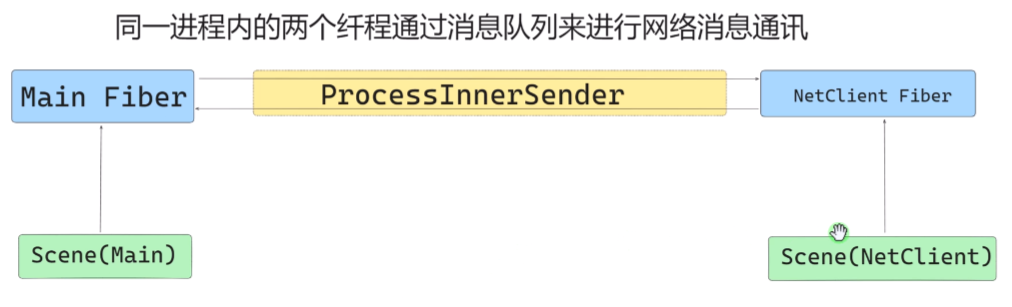 同一进程内的两个纤程通过消息队列来进行网络消息通讯
Main Fiber
ProcessInnerSender
NetClient Fiber
Scene(Main)
Scene(NetClient)